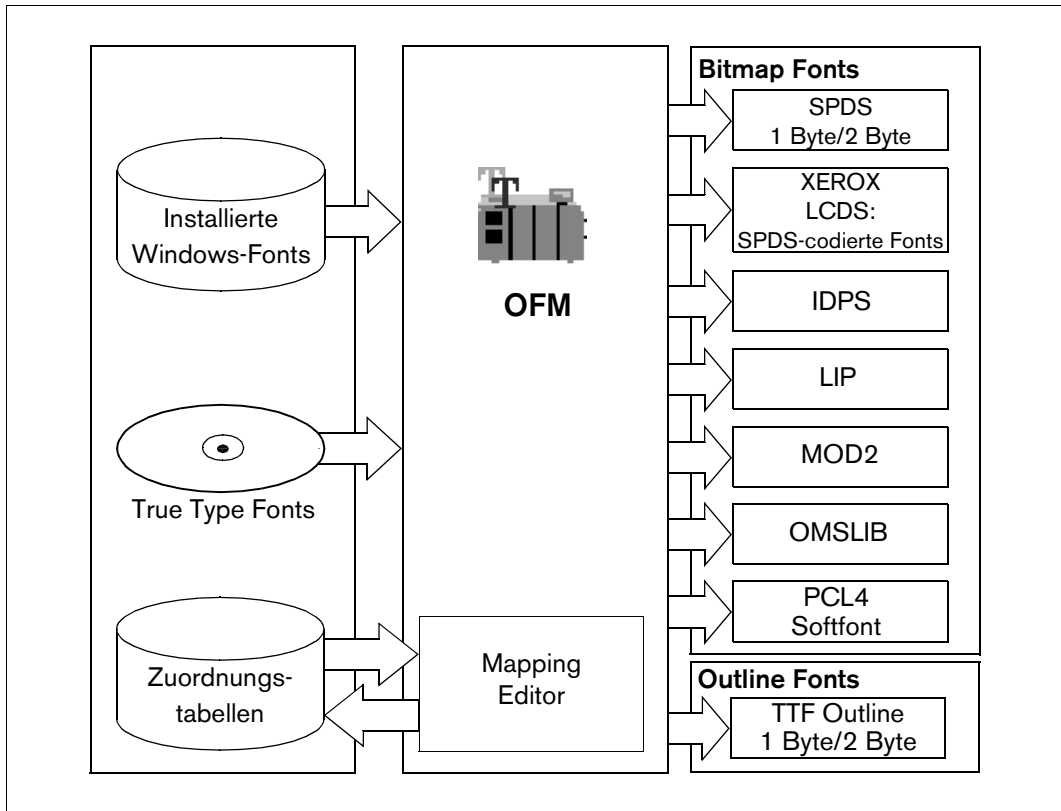 Installierte
Windows-Fonts
True Type Fonts
Zuordnungs-
tabellen
OFM
Mapping
Editor
Bitmap Fonts
SPDS
1 Byte/2 Byte
XEROX
LCDS:
SPDS-codierte Fonts
IDPS
LIP
MOD2
OMSLIB
PCL4
Softfont
Outline Fonts
TTF Outline
1 Byte/2 Byte